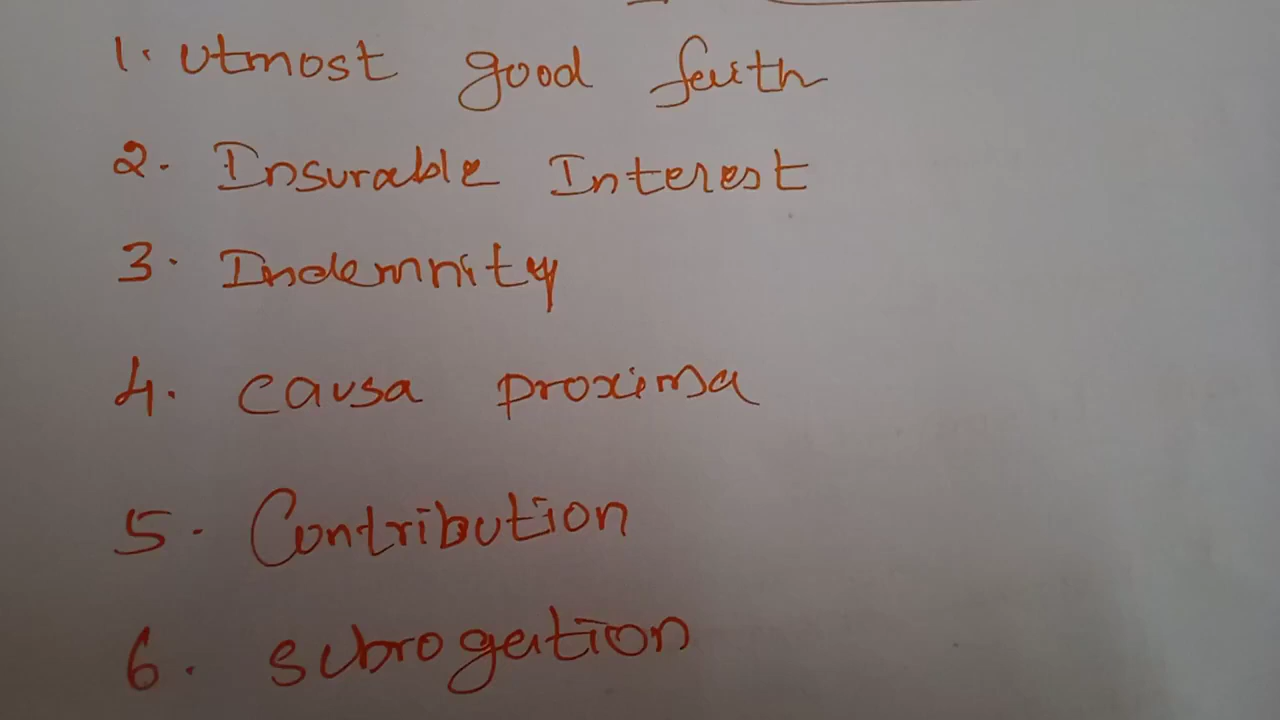 1. Utmost good faith
2. Insurable Interest
3. Indemnity
4. Causa proxima
5. Contribution
6. Subrogation